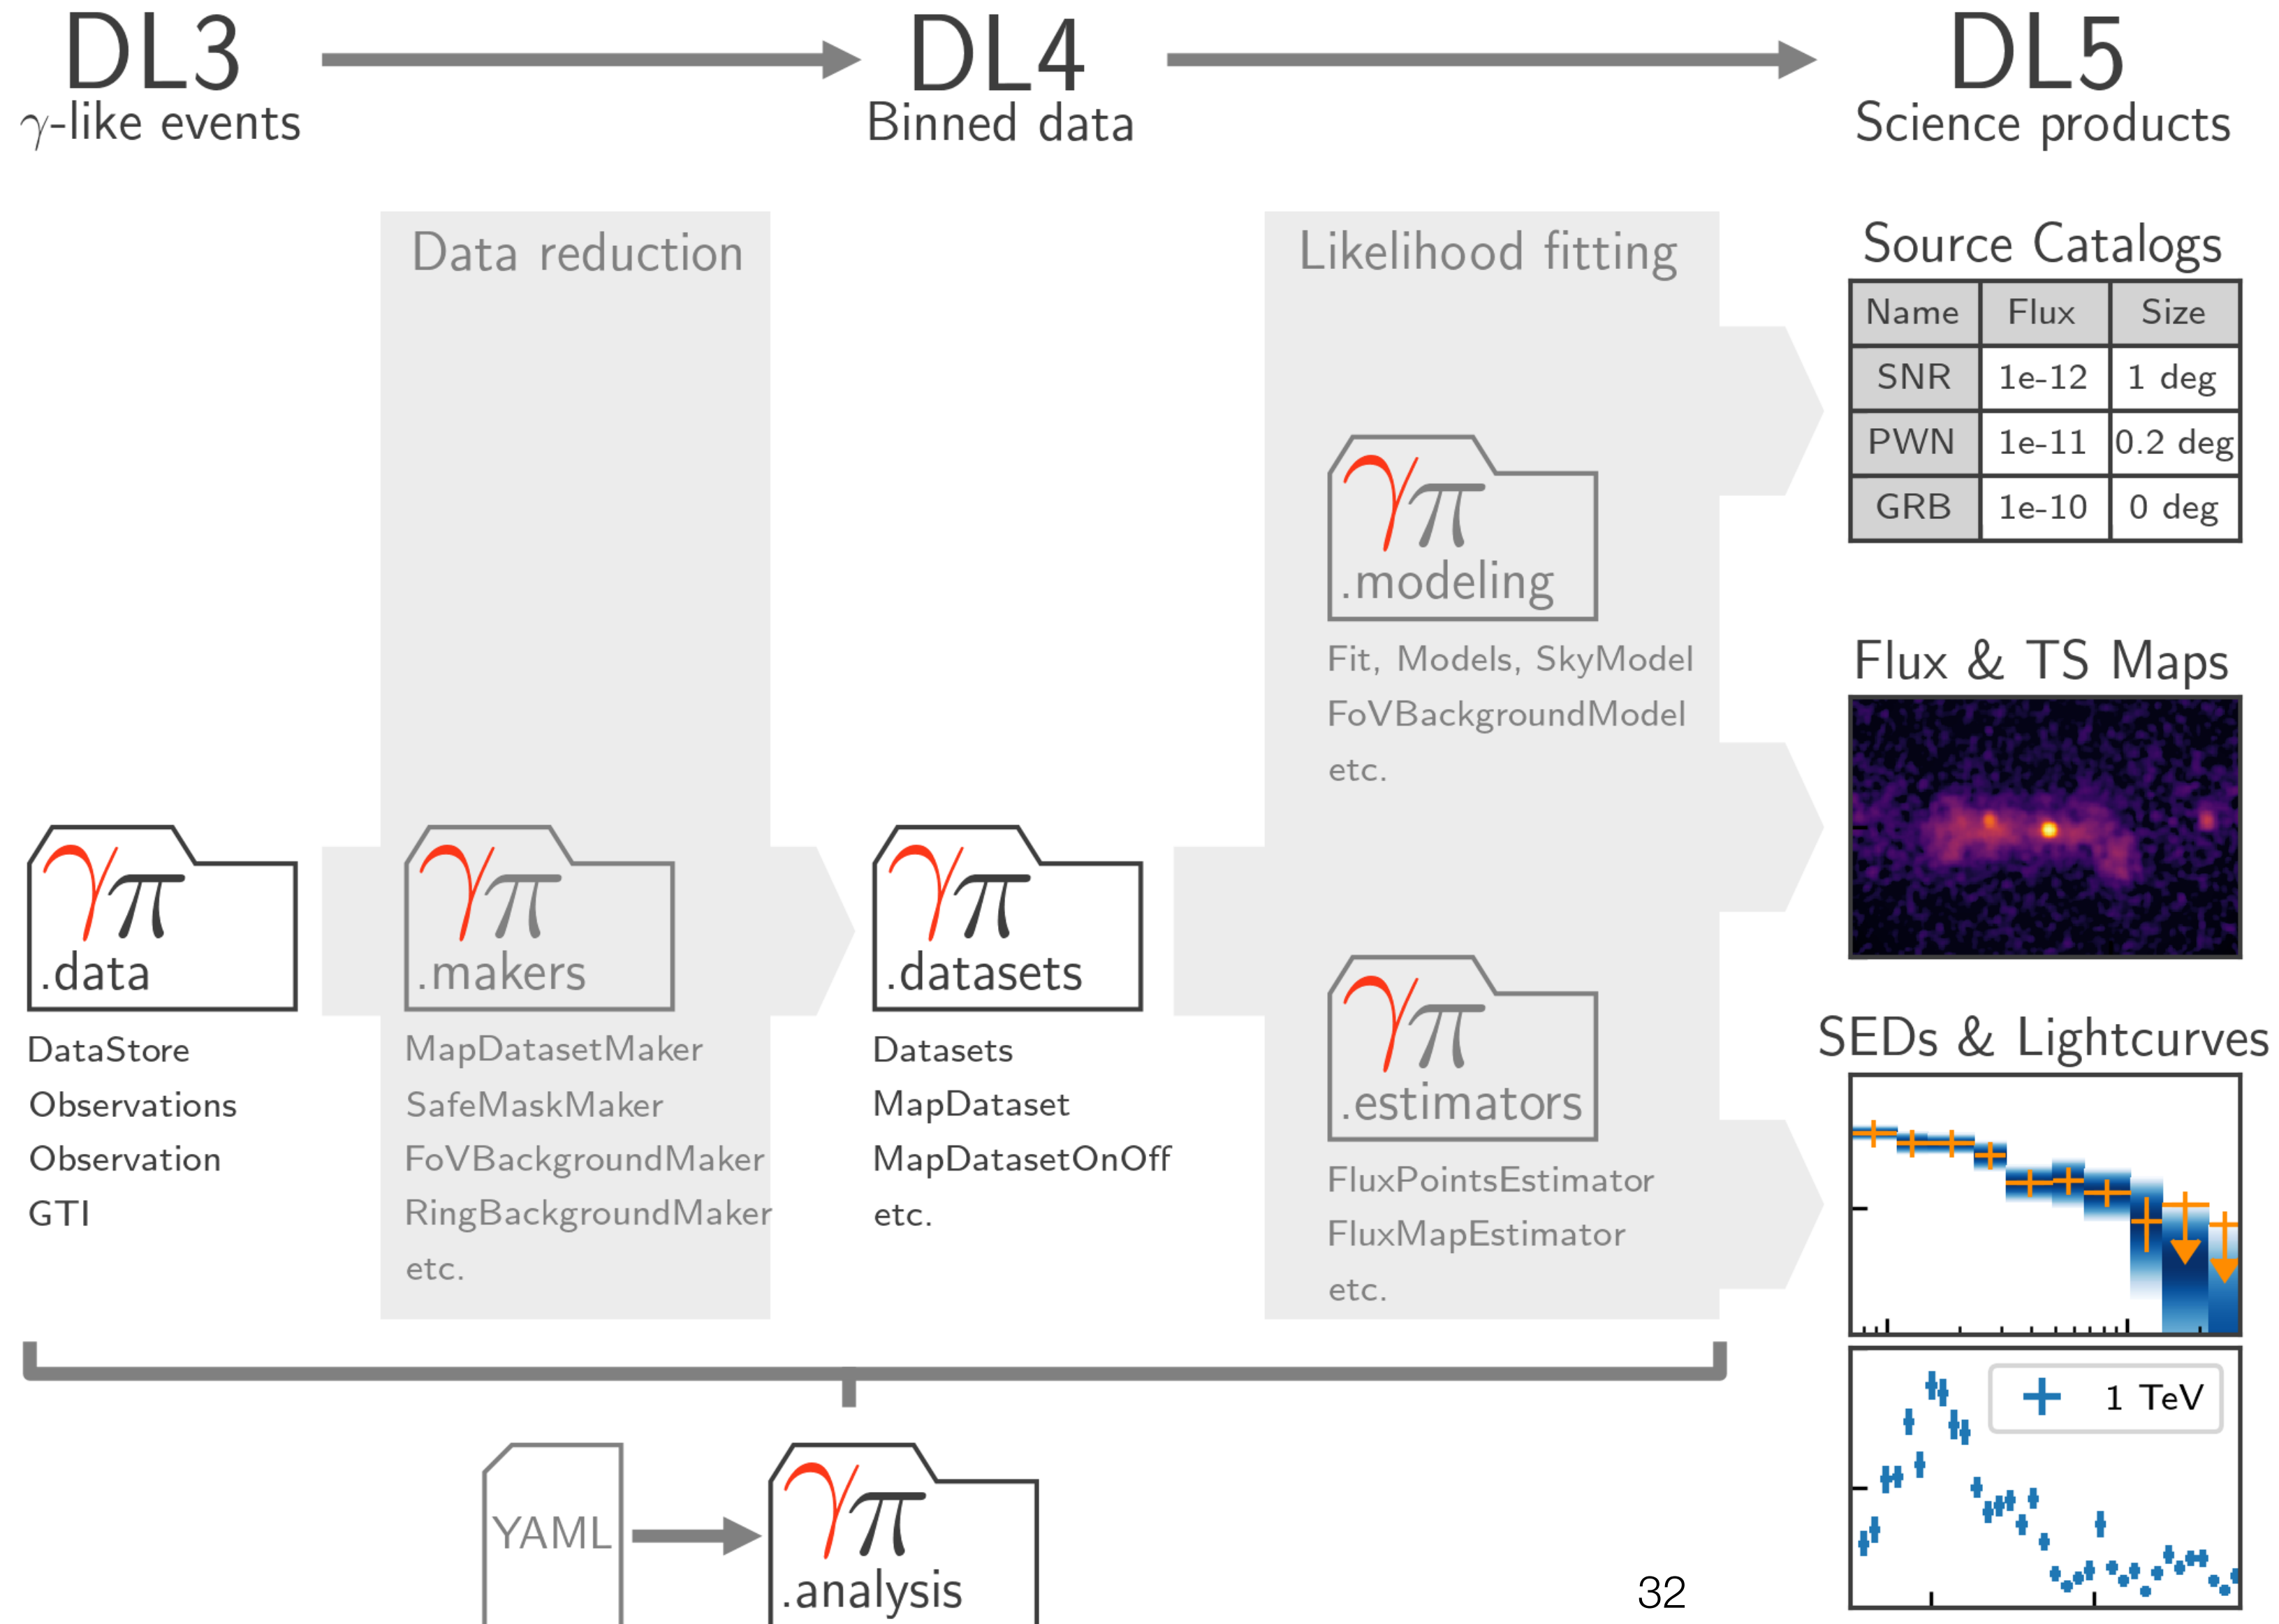 DL3
γ-like events
DL4
Binned data
DL5
Science products
Data reduction
Likelihood fitting
γπ
.data
DataStore
Observations
Observation
GTI
γπ
.makers
MapDatasetMaker
SafeMaskMaker
FoVBackgroundMaker
RingBackgroundMaker
etc.
γπ
.datasets
Datasets
MapDataset
MapDatasetOnOff
etc.
γπ
.modeling
Fit, Models, SkyModel
FoVBackgroundModel
etc.
γπ
.estimators
FluxPointsEstimator
FluxMapEstimator
etc.
Source Catalogs
Name Flux Size
SNR 1e-12 1 deg
PWN 1e-11 0.2 deg
GRB 1e-10 0 deg
Flux & TS Maps
SEDs & Lightcurves
1 TeV
YAML
γπ
.analysis
32